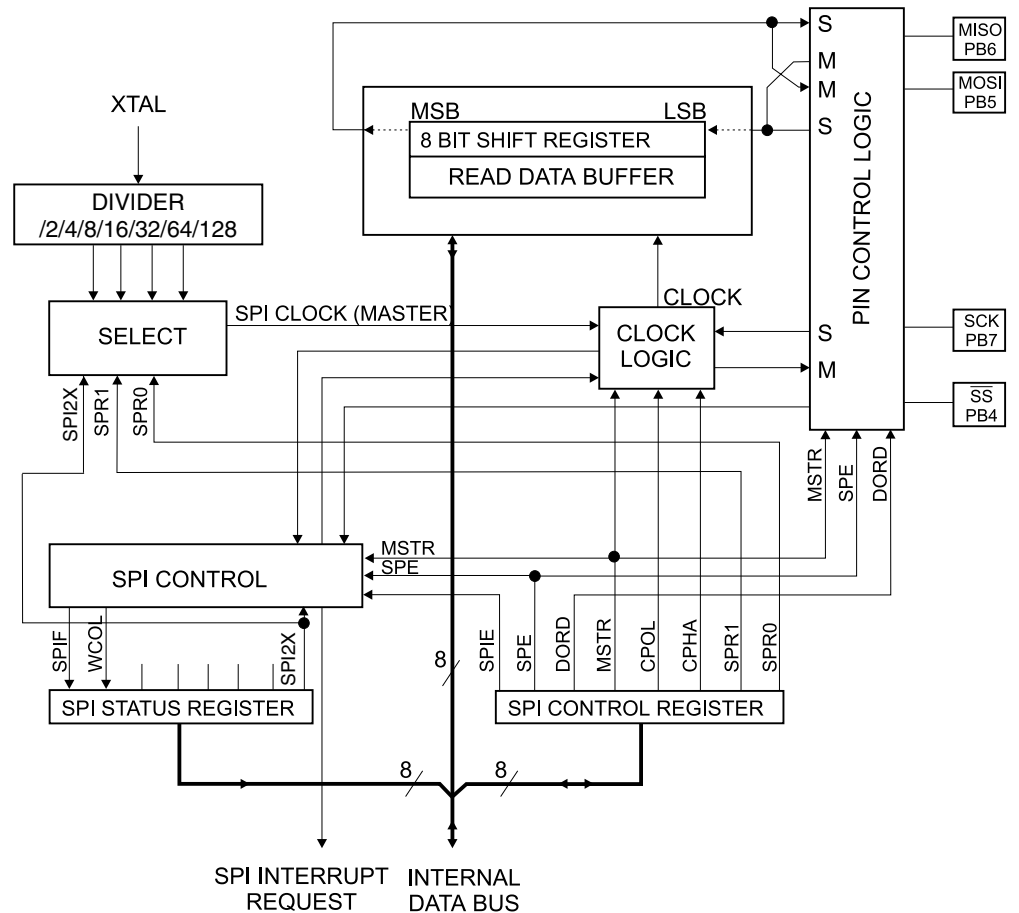 S
MISO
PB6
M
MOSI
PB5
M
S
PIN CONTROL LOGIC
XTAL
MSB
LSB
8 BIT SHIFT REGISTER
READ DATA BUFFER
DIVIDER
/2/4/8/16/32/64/128
SPI CLOCK (MASTER)
CLOCK
SELECT
CLOCK
LOGIC
S
M
SCK
PB7
SS
PB4
SPI2X
SPR1
SPR0
MSTR
SPE
DORD
MSTR
SPE
SPI CONTROL
SPIF
WCOL
SPI2X
8
SPIE
SPE
DORD
MSTR
CPOL
CPHA
SPR1
SPR0
SPI STATUS REGISTER
SPI CONTROL REGISTER
8
8
SPI INTERRUPT
REQUEST
INTERNAL
DATA BUS